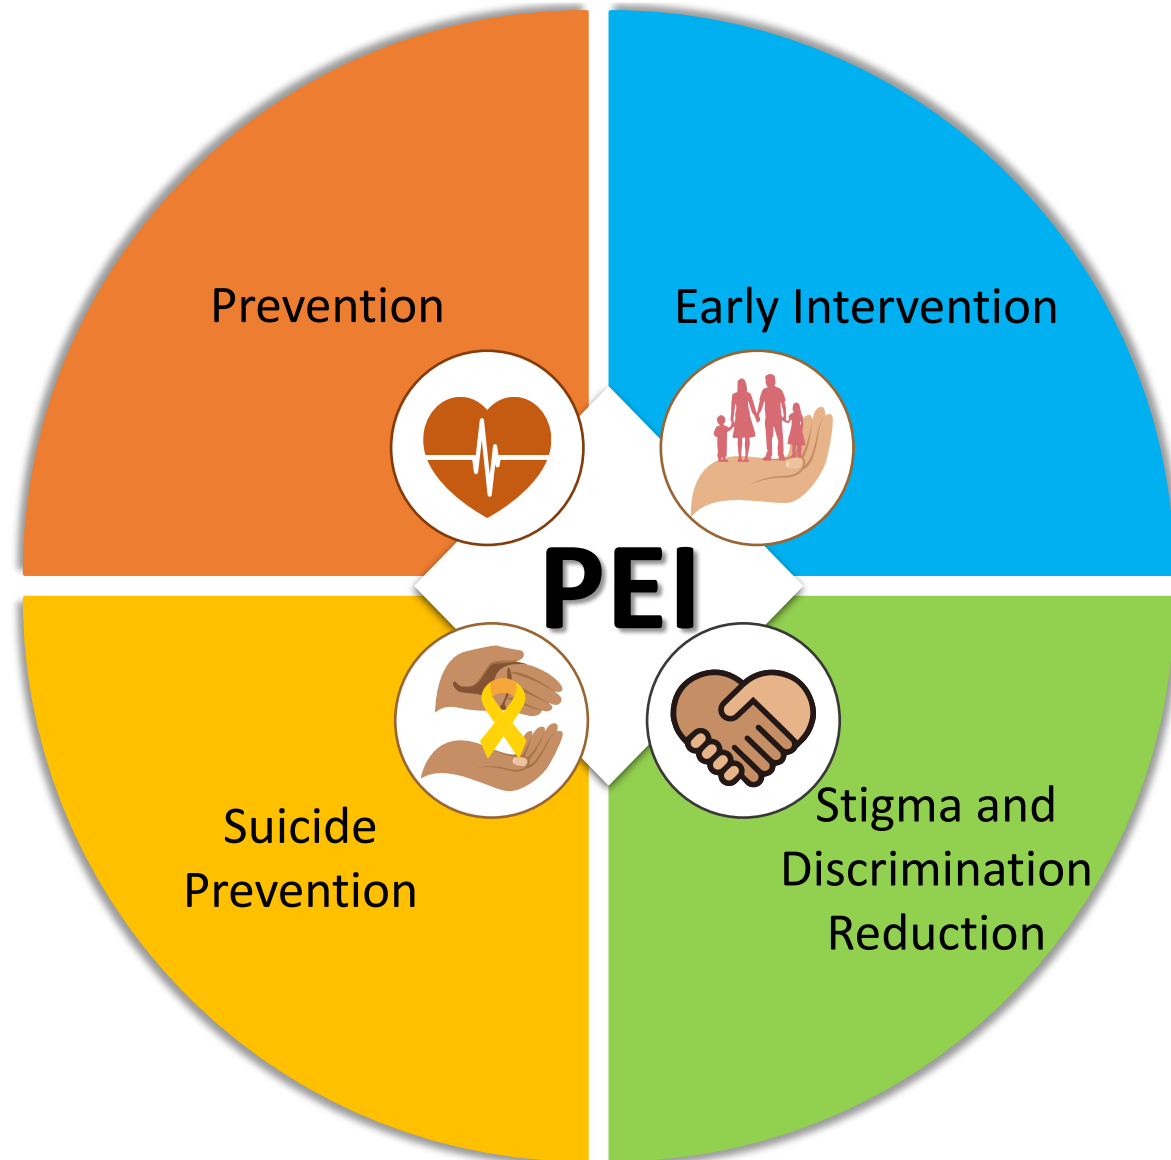 Prevention
Early Intervention
PEI
Suicide
Prevention
Stigma and
Discrimination
Reduction